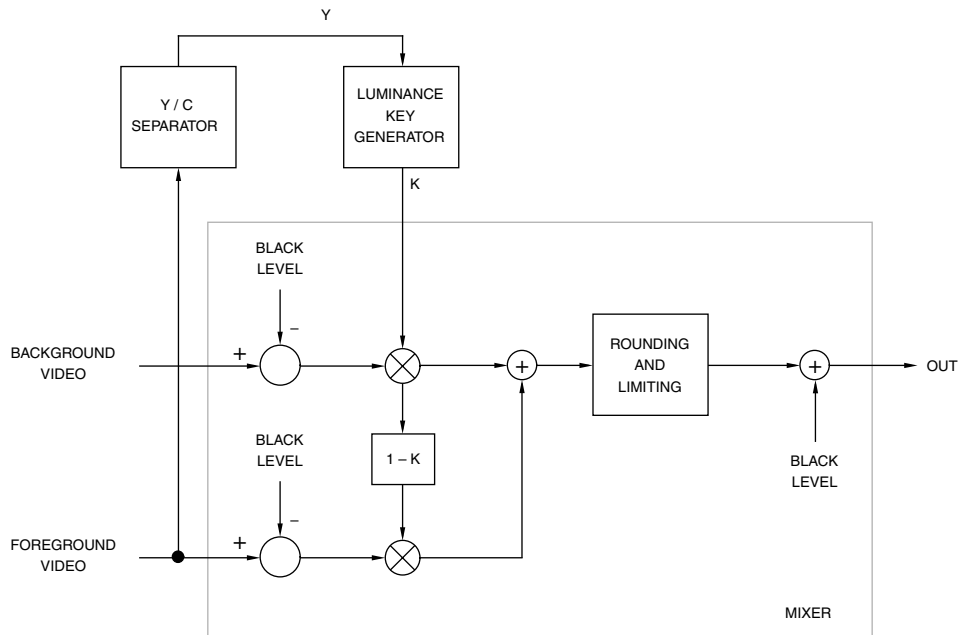 Y
Y / C
SEPARATOR
LUMINANCE
KEY
GENERATOR
K
BLACK
LEVEL
–
+
BACKGROUND
VIDEO
+
ROUNDING
AND
LIMITING
+
OUT
BLACK
LEVEL
1 – K
BLACK
LEVEL
–
+
FOREGROUND
VIDEO
MIXER